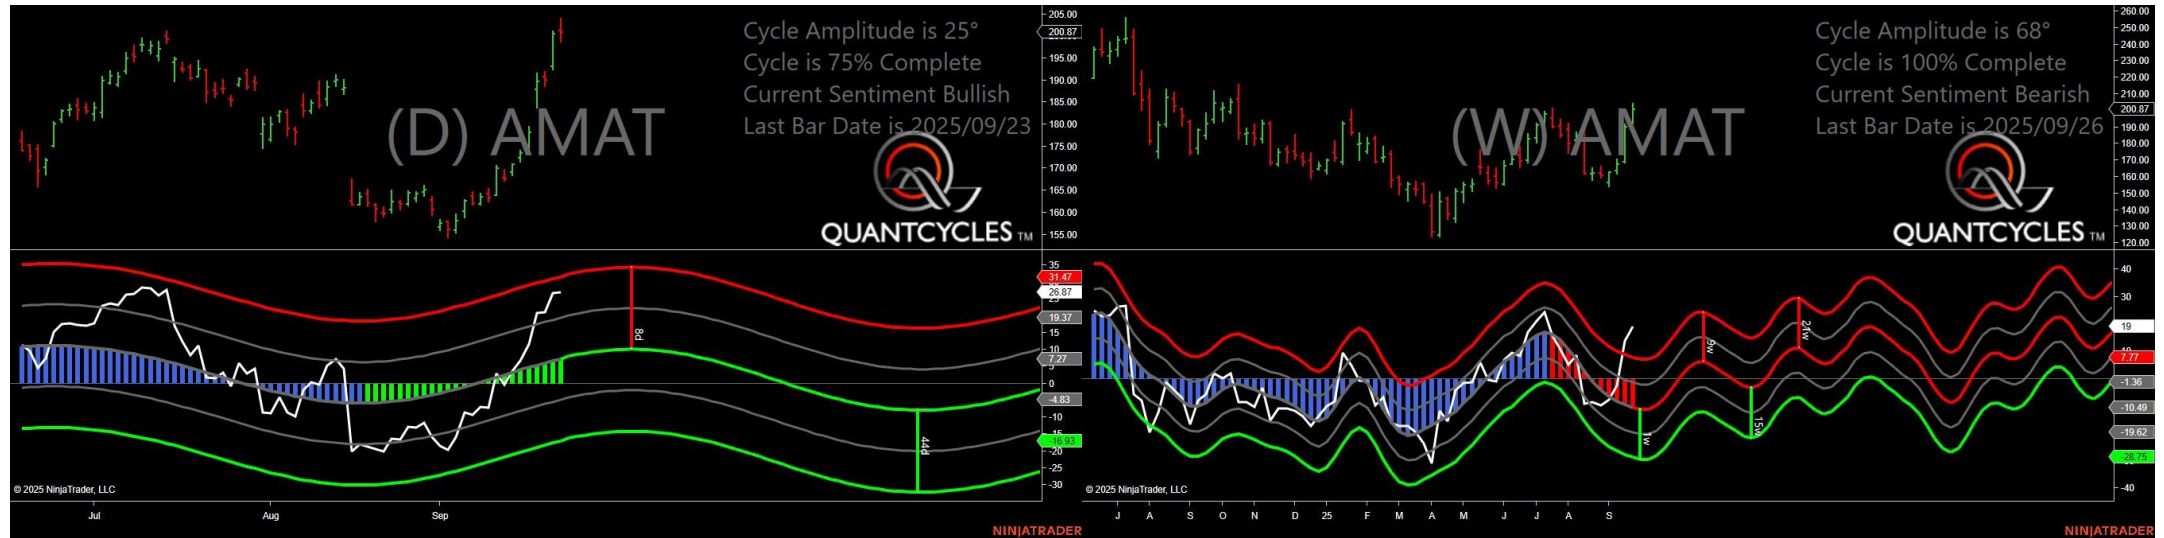 Cycle Amplitude is 25°
Cycle is 75% Complete
Current Sentiment Bullish
Last Bar Date is 2025/09/23
(D) AMAT
QUANTCYCLES TM
205.00
200.87
195.00
190.00
185.00
180.00
175.00
170.00
165.00
160.00
155.00
35
31.47
26.87
19.37
15
10
7.27
0
-4.83
-10
-16.93
-20
-25
-30
8d
44d
© 2025 NinjaTrader, LLC
Jul Aug Sep
NINJATRADER
Cycle Amplitude is 68°
Cycle is 100% Complete
Current Sentiment Bearish
Last Bar Date is 2025/09/26
(W) AMAT
QUANTCYCLES TM
260.00
250.00
240.00
230.00
220.00
210.00
200.87
190.00
180.00
170.00
160.00
150.00
140.00
130.00
120.00
40
30
19
7.77
-1.36
-10.49
-19.62
-28.75
-40
1w
9w
15w
21w
© 2025 NinjaTrader, LLC
J A S O N D 25 F M A M J J A S
NINJATRADER